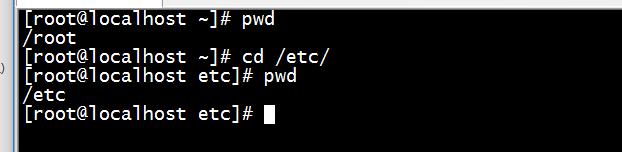 [root@localhost ~]# pwd
/root
[root@localhost ~]# cd /etc/
[root@localhost etc]# pwd
/etc
[root@localhost etc]#